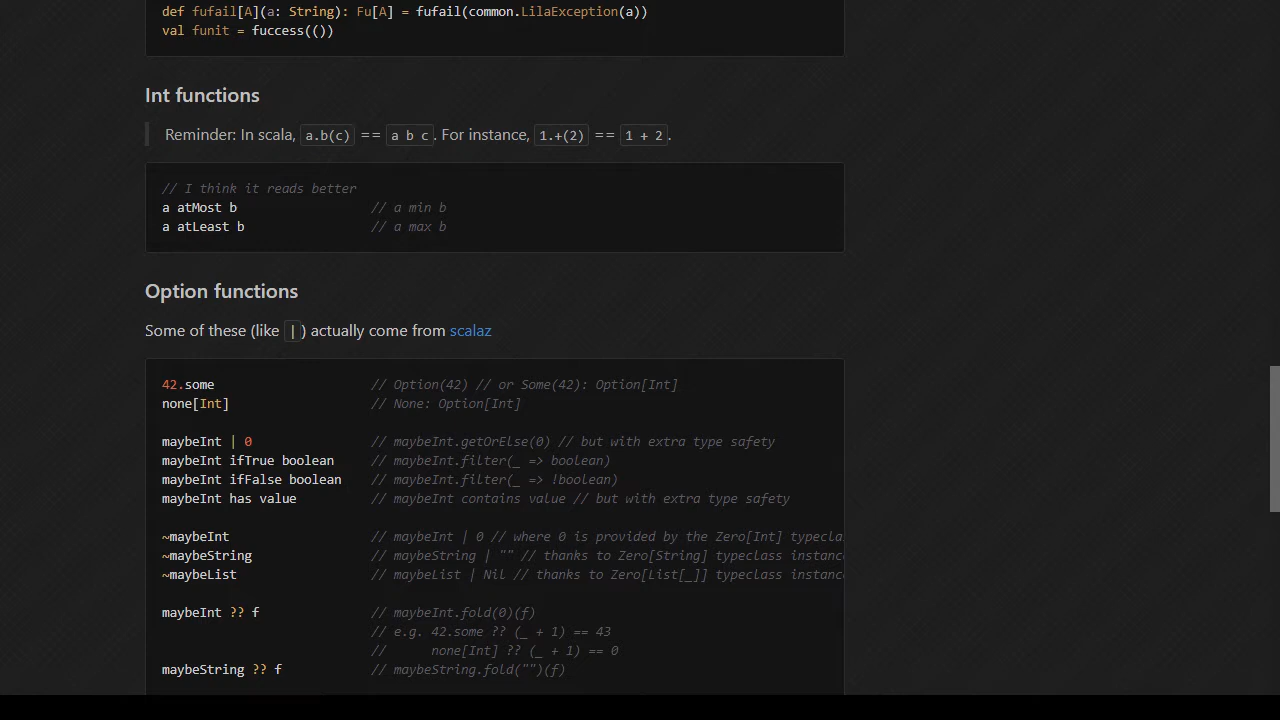 def fufail[A](a: String): Fu[A] = fufail(common.LilaException(a))
val funit = fuccess(())
Int functions
Reminder: In scala, a.b(c) == a b c. For instance, 1.+(2) == 1 + 2.
// I think it reads better
a atMost b // a min b
a atLeast b // a max b
Option functions
Some of these (like |) actually come from scalaz
42.some // Option(42) // or Some(42): Option[Int]
none[Int] // None: Option[Int]
maybeInt | 0 // maybeInt.getOrElse(0) // but with extra type safety
maybeInt ifTrue boolean // maybeInt.filter(_ => boolean)
maybeInt ifFalse boolean // maybeInt.filter(_ => !boolean)
maybeInt has value // maybeInt contains value // but with extra type safety
~maybeInt // maybeInt | 0 // where 0 is provided by the Zero[Int] typecla
~maybeString // maybeString | "" // thanks to Zero[String] typeclass instanc
~maybeList // maybeList | Nil // thanks to Zero[List[_]] typeclass instanc
maybeInt ?? f // maybeInt.fold(0)(f)
// e.g. 42.some ?? (_ + 1) == 43
// none[Int] ?? (_ + 1) == 0
maybeString ?? f // maybeString.fold("")(f)